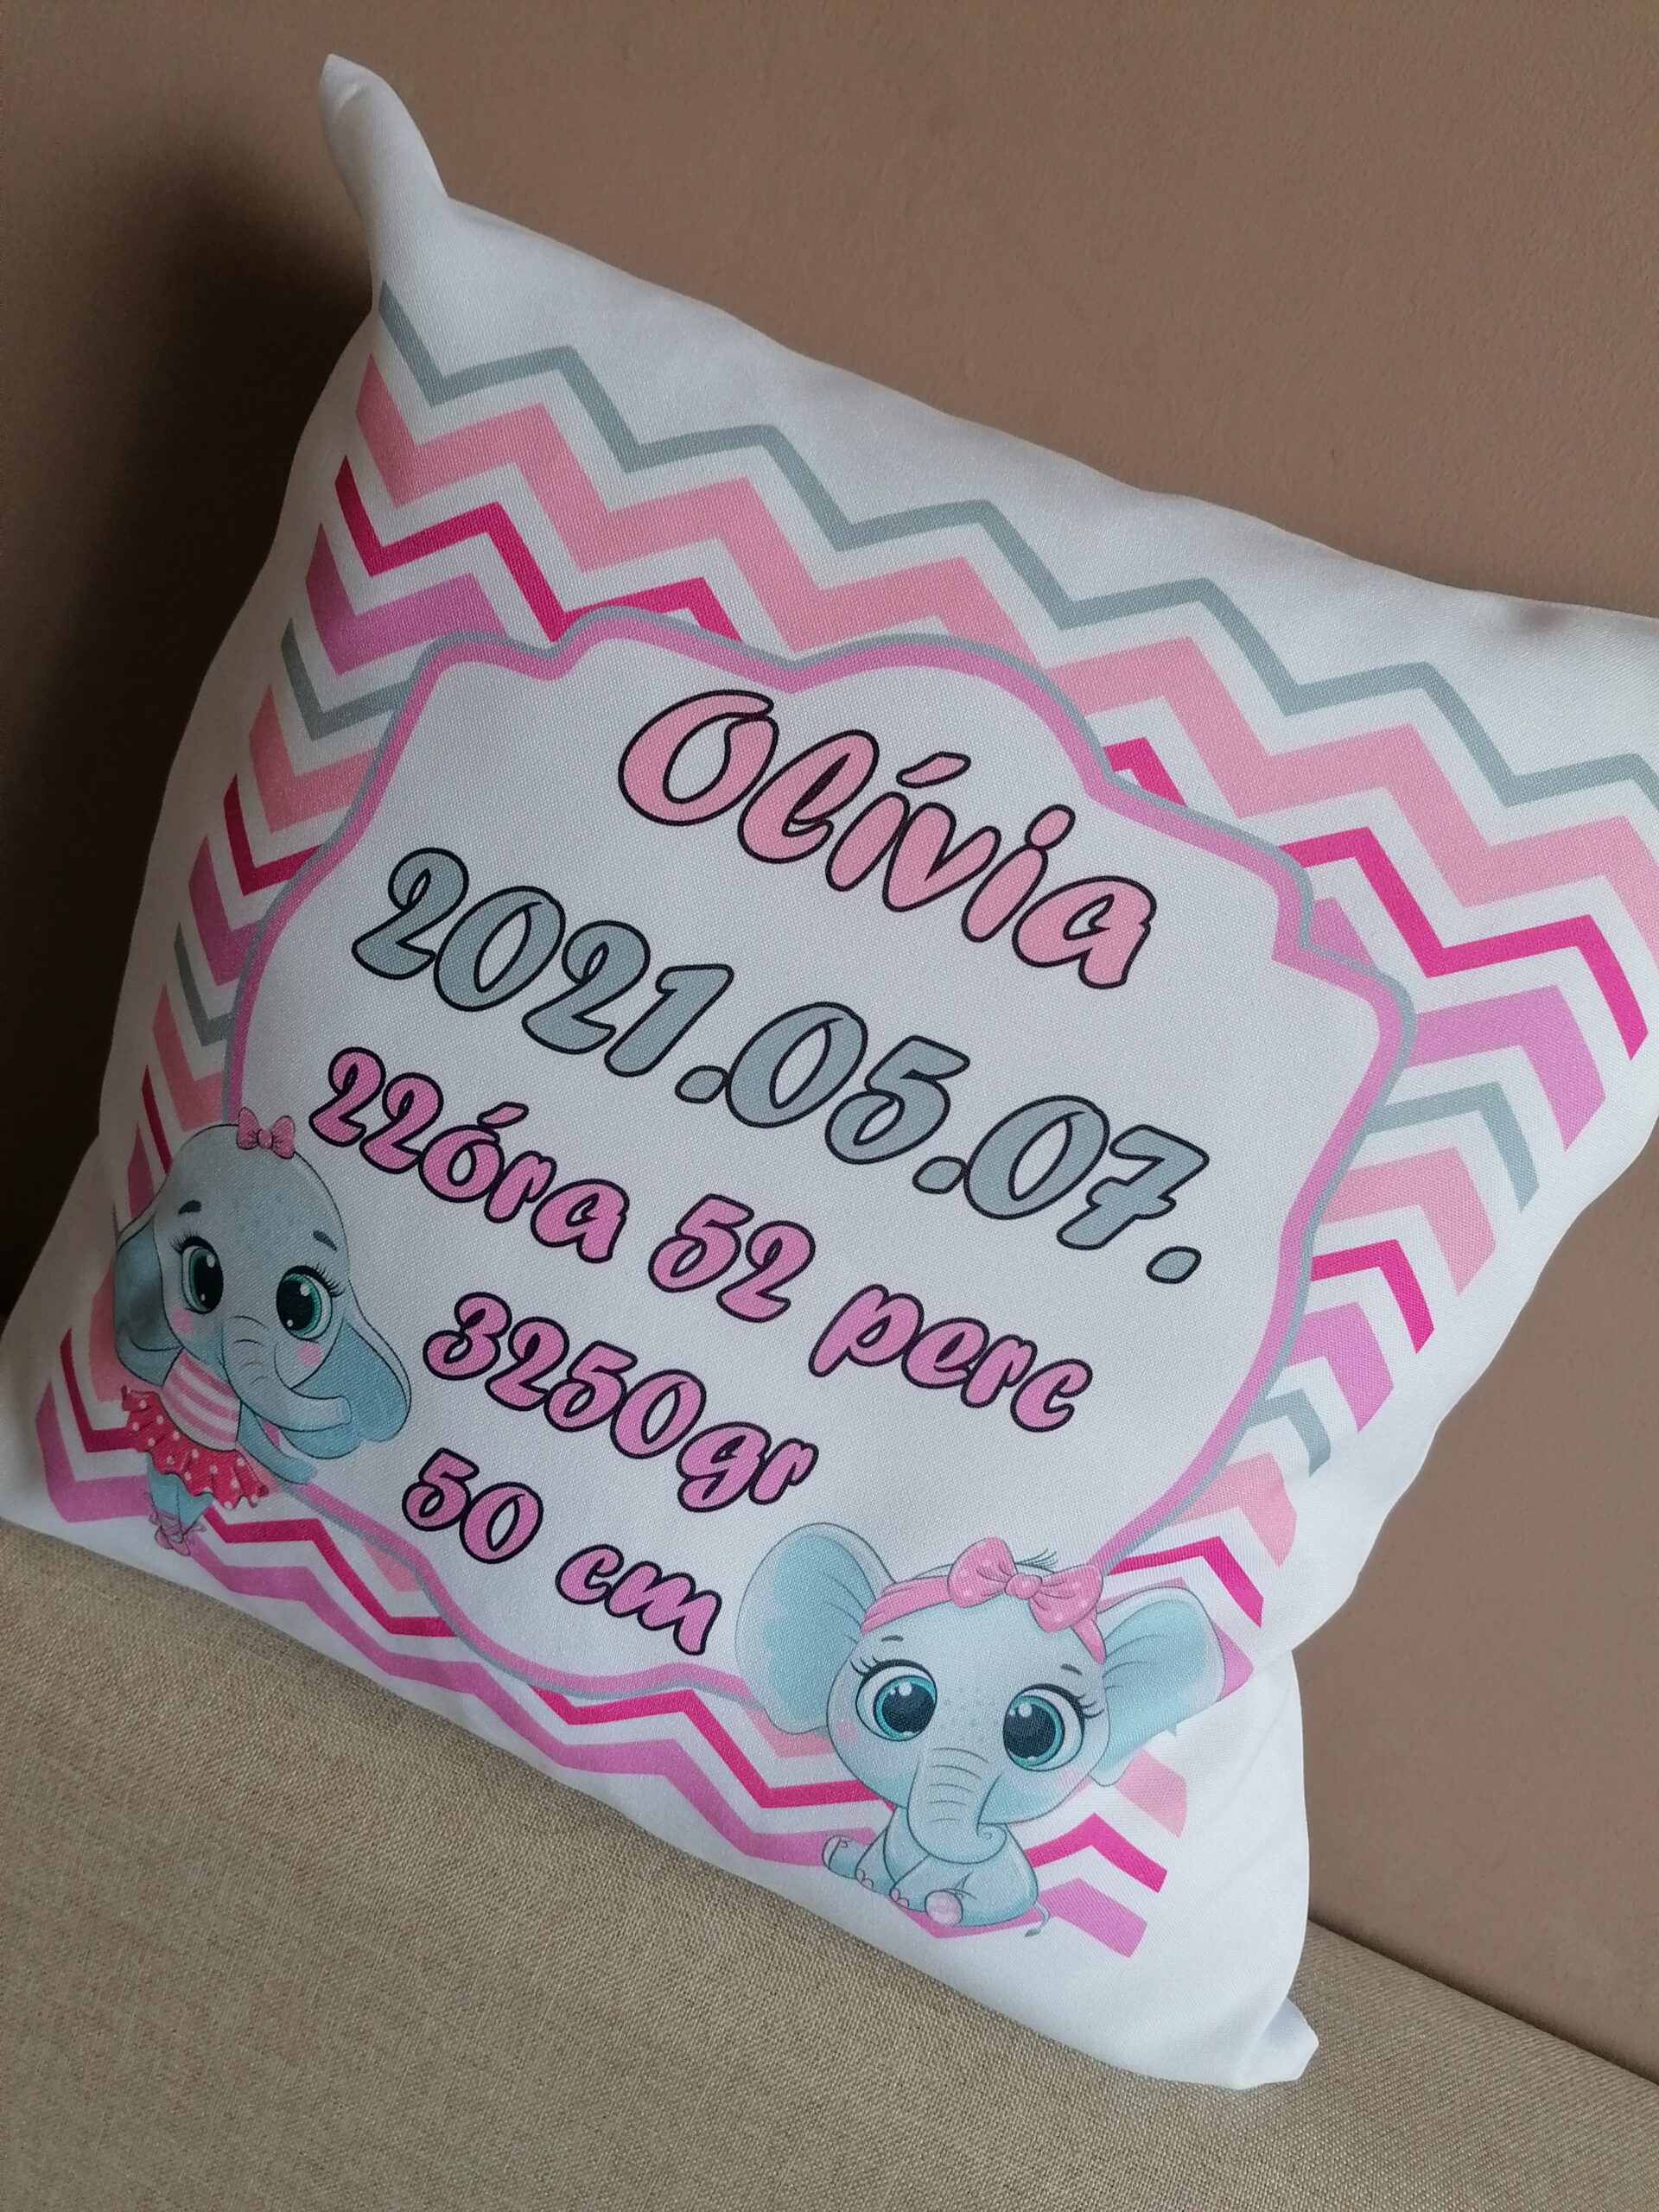 Olívia
2021.05.07.
22óra 52 perc
3250gr
50 cm